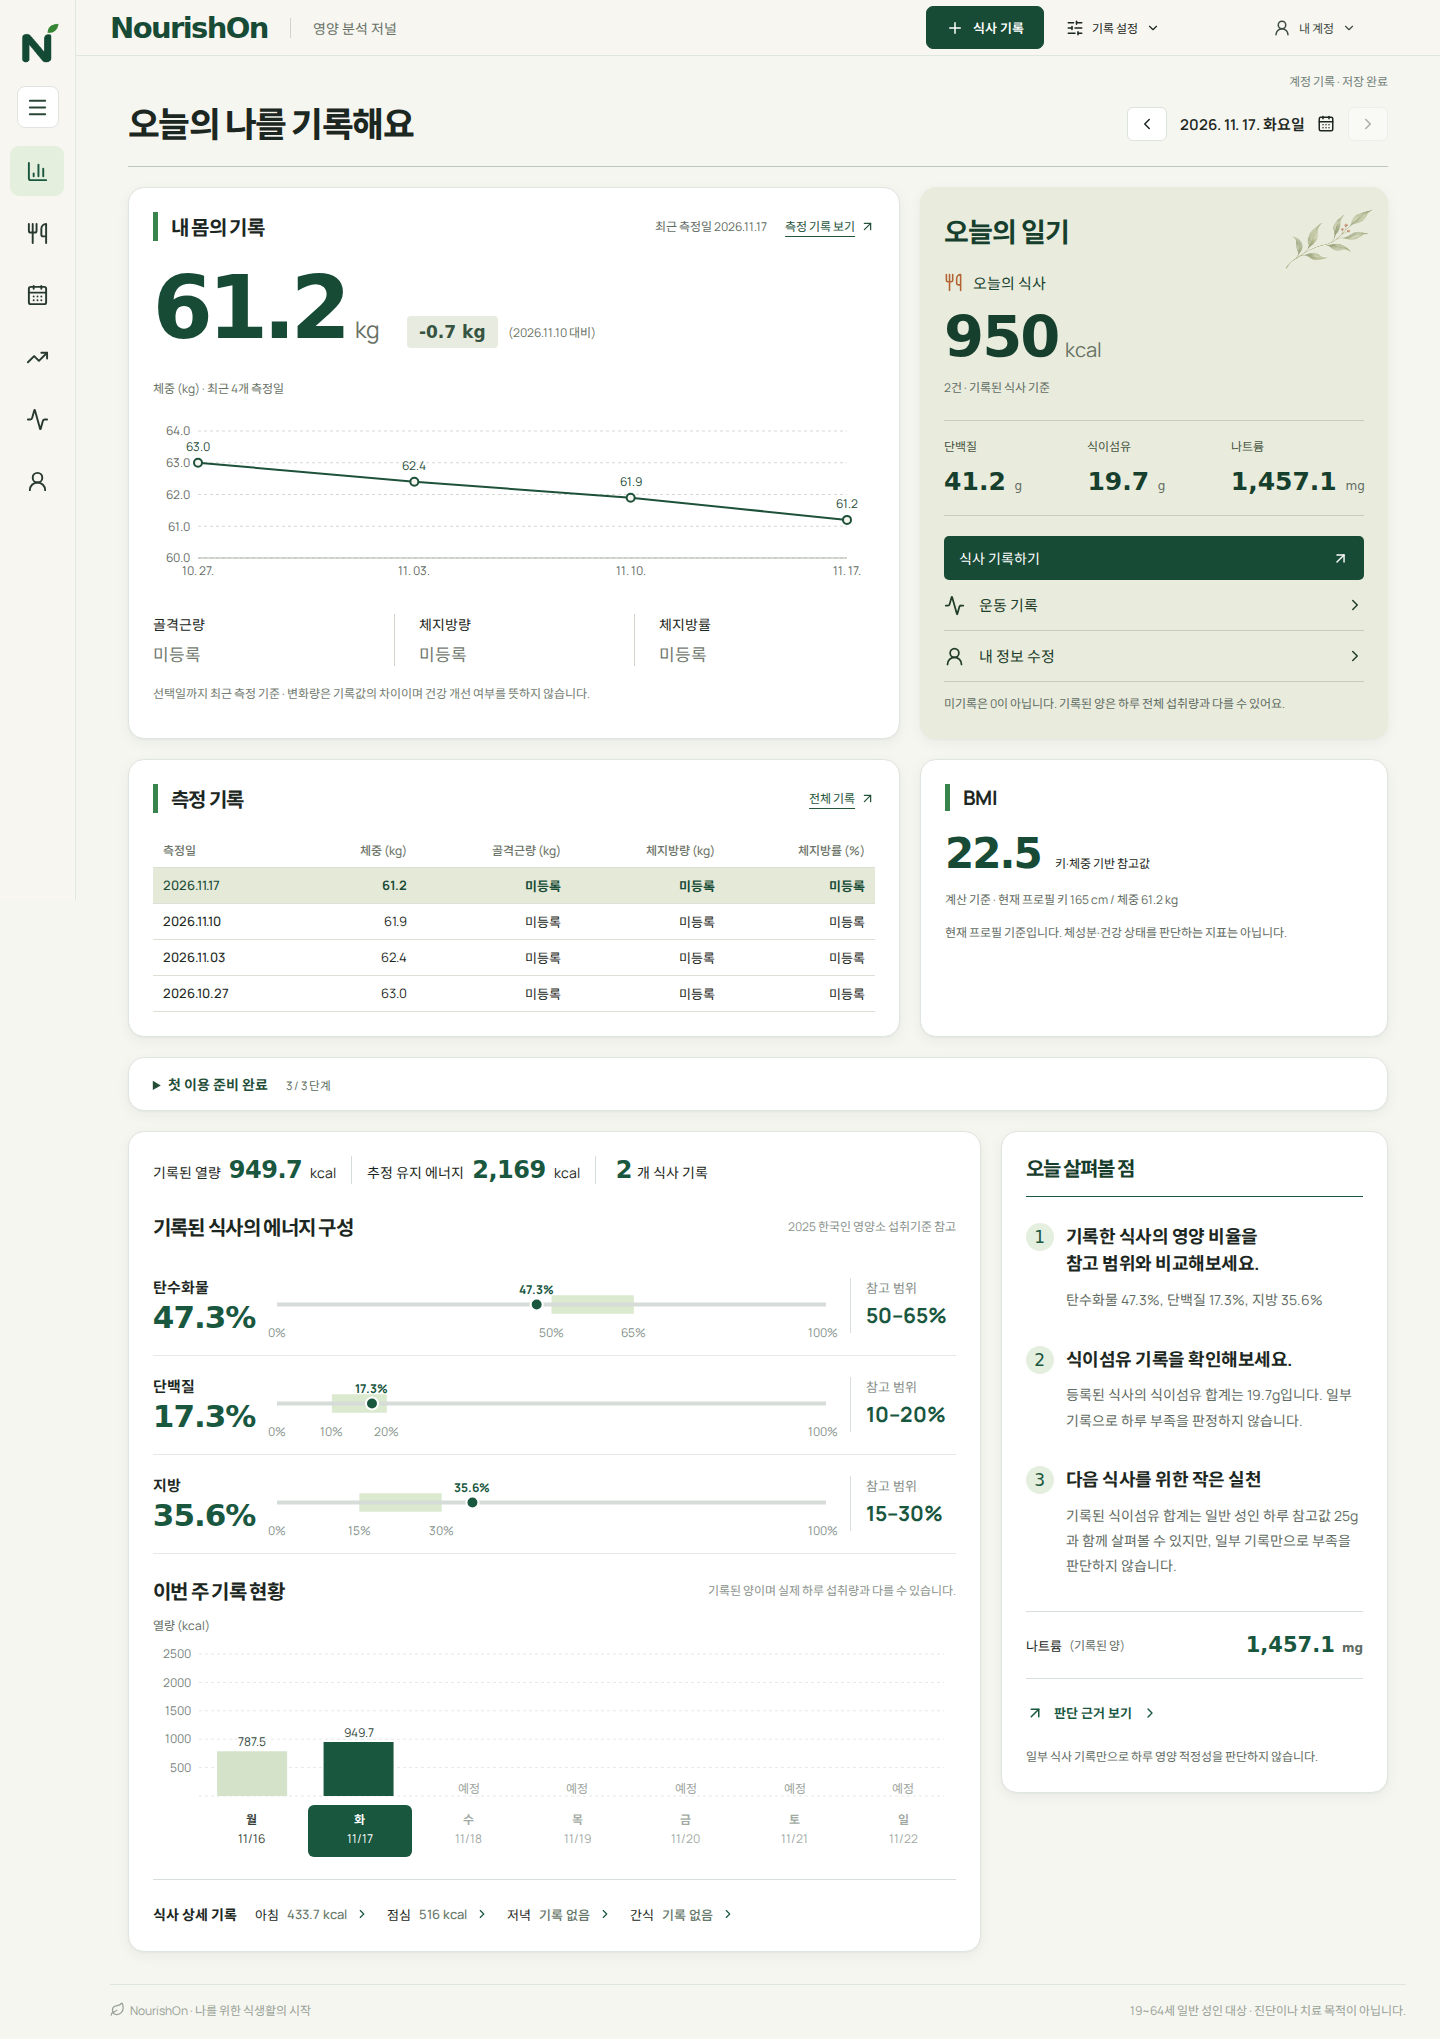 NourishOn
영양 분석 저널
식사 기록
기록 설정
내 계정
계정 기록 · 저장 완료
오늘의 나를 기록해요
2026. 11. 17. 화요일
내 몸의 기록
최근 측정일 2026.11.17
측정 기록 보기
61.2 kg
-0.7 kg
(2026.11.10 대비)
체중 (kg) · 최근 4개 측정일
64.0
63.0
62.0
61.0
60.0
63.0
62.4
61.9
61.2
10. 27.
11. 03.
11. 10.
11. 17.
골격근량
미등록
체지방량
미등록
체지방률
미등록
선택일까지 최근 측정 기준 · 변화량은 기록값의 차이이며 건강 개선 여부를 뜻하지 않습니다.
오늘의 일기
오늘의 식사
950 kcal
2건 · 기록된 식사 기준
단백질
41.2 g
식이섬유
19.7 g
나트륨
1,457.1 mg
식사 기록하기
운동 기록
내 정보 수정
미기록은 0이 아닙니다. 기록된 양은 하루 전체 섭취량과 다를 수 있어요.
측정 기록
전체 기록
측정일 체중 (kg) 골격근량 (kg) 체지방량 (kg) 체지방률 (%)
2026.11.17 61.2 미등록 미등록 미등록
2026.11.10 61.9 미등록 미등록 미등록
2026.11.03 62.4 미등록 미등록 미등록
2026.10.27 63.0 미등록 미등록 미등록
BMI
22.5 키·체중 기반 참고값
계산 기준 · 현재 프로필 키 165 cm / 체중 61.2 kg
현재 프로필 기준입니다. 체성분·건강 상태를 판단하는 지표는 아닙니다.
첫 이용 준비 완료 3 / 3 단계
기록된 열량 949.7 kcal
추정 유지 에너지 2,169 kcal
2 개 식사 기록
기록된 식사의 에너지 구성
2025 한국인 영양소 섭취기준 참고
탄수화물
47.3%
47.3%
0% 50% 65% 100%
참고 범위
50–65%
단백질
17.3%
17.3%
0% 10% 20% 100%
참고 범위
10–20%
지방
35.6%
35.6%
0% 15% 30% 100%
참고 범위
15–30%
이번 주 기록 현황
기록된 양이며 실제 하루 섭취량과 다를 수 있습니다.
열량 (kcal)
2500
2000
1500
1000
500
787.5
949.7
예정 예정 예정 예정 예정
월 화 수 목 금 토 일
11/16 11/17 11/18 11/19 11/20 11/21 11/22
식사 상세 기록
아침 433.7 kcal
점심 516 kcal
저녁 기록 없음
간식 기록 없음
오늘 살펴볼 점
1 기록한 식사의 영양 비율을
참고 범위와 비교해보세요.
탄수화물 47.3%, 단백질 17.3%, 지방 35.6%
2 식이섬유 기록을 확인해보세요.
등록된 식사의 식이섬유 합계는 19.7g입니다. 일부
기록으로 하루 부족을 판정하지 않습니다.
3 다음 식사를 위한 작은 실천
기록된 식이섬유 합계는 일반 성인 하루 참고값 25g
과 함께 살펴볼 수 있지만, 일부 기록만으로 부족을
판단하지 않습니다.
나트륨 (기록된 양) 1,457.1 mg
판단 근거 보기
일부 식사 기록만으로 하루 영양 적정성을 판단하지 않습니다.
NourishOn · 나를 위한 식생활의 시작
19~64세 일반 성인 대상 · 진단이나 치료 목적이 아닙니다.